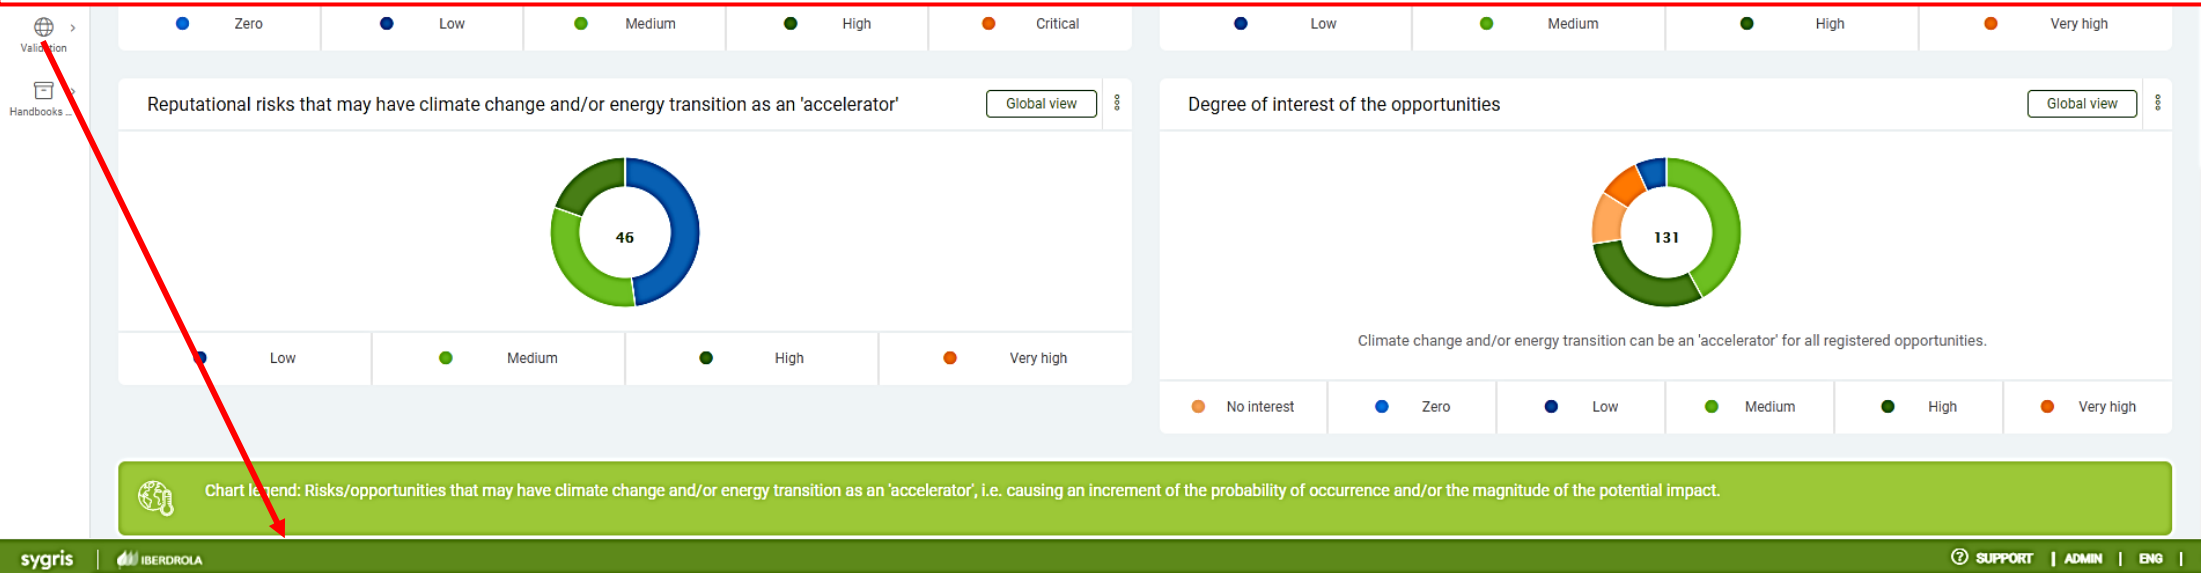 Validation
Handbooks ...
Zero Low Medium High Critical
Low Medium High Very high
Reputational risks that may have climate change and/or energy transition as an 'accelerator' Global view
46
Low Medium High Very high
Degree of interest of the opportunities Global view
131
Climate change and/or energy transition can be an 'accelerator' for all registered opportunities.
No interest Zero Low Medium High Very high
Chart legend: Risks/opportunities that may have climate change and/or energy transition as an 'accelerator', i.e. causing an increment of the probability of occurrence and/or the magnitude of the potential impact.
sygris | IBERDROLA ? SUPPORT | ADMIN | ENG |